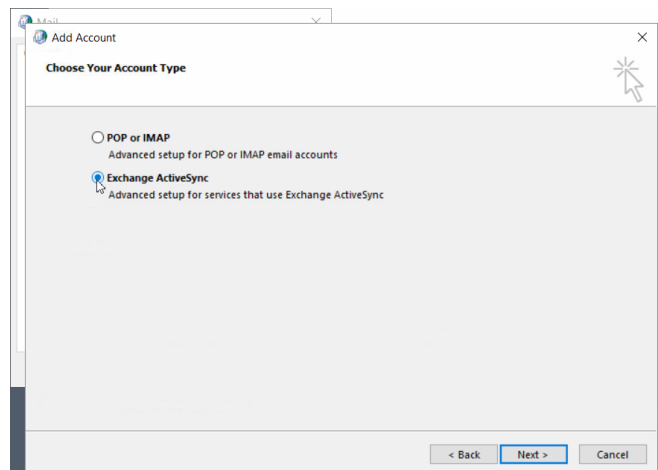 Mail
Add Account
Choose Your Account Type
POP or IMAP
Advanced setup for POP or IMAP email accounts
Exchange ActiveSync
Advanced setup for services that use Exchange ActiveSync
< Back
Next >
Cancel